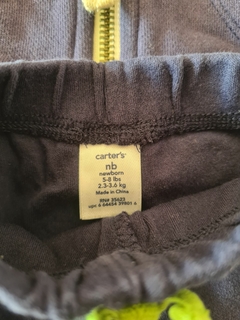 carter's
nb
newborn
5-8 lbs
2.3-3.6 kg
Made in China
RN# 35623